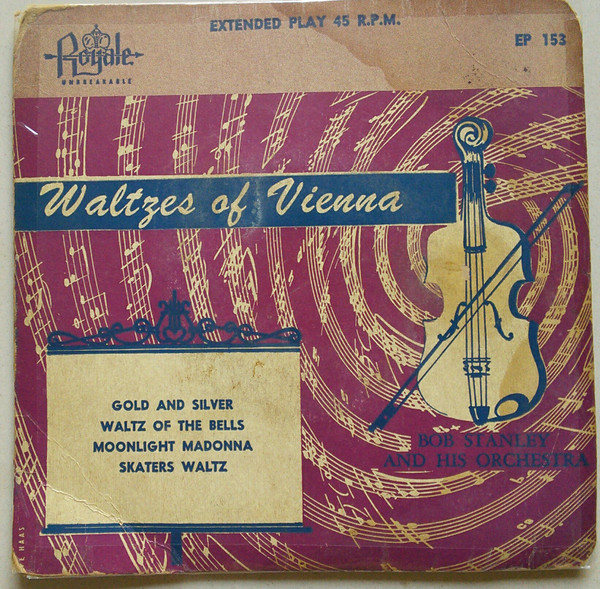 EXTENDED PLAY 45 R.P.M.
Royale
UNBREAKABLE
EP 153
Waltzes of Vienna
GOLD AND SILVER
WALTZ OF THE BELLS
MOONLIGHT MADONNA
SKATERS WALTZ
BOB STANLEY
AND HIS ORCHESTRA
HAAS